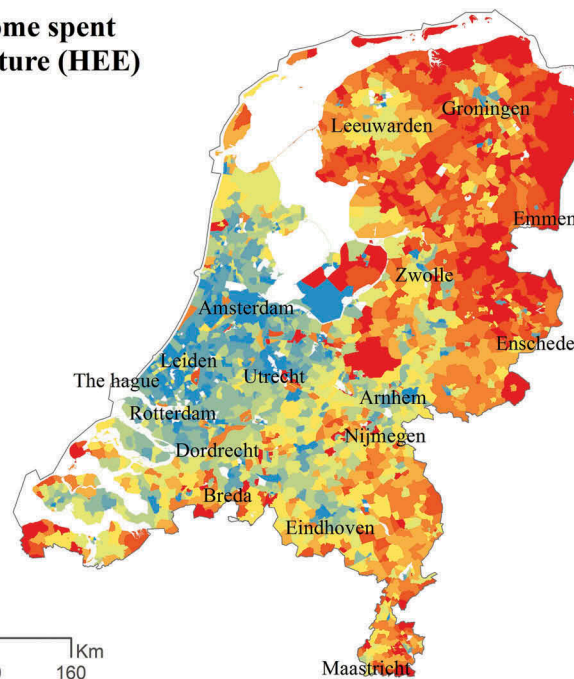 ome spent
ture (HEE)
Groningen
Leeuwarden
Emmen
Zwolle
Amsterdam
Enschede
Leiden
Utrecht
The hague
Arnhem
Rotterdam
Nijmegen
Dordrecht
Breda
Eindhoven
Km
0 160
Maastricht